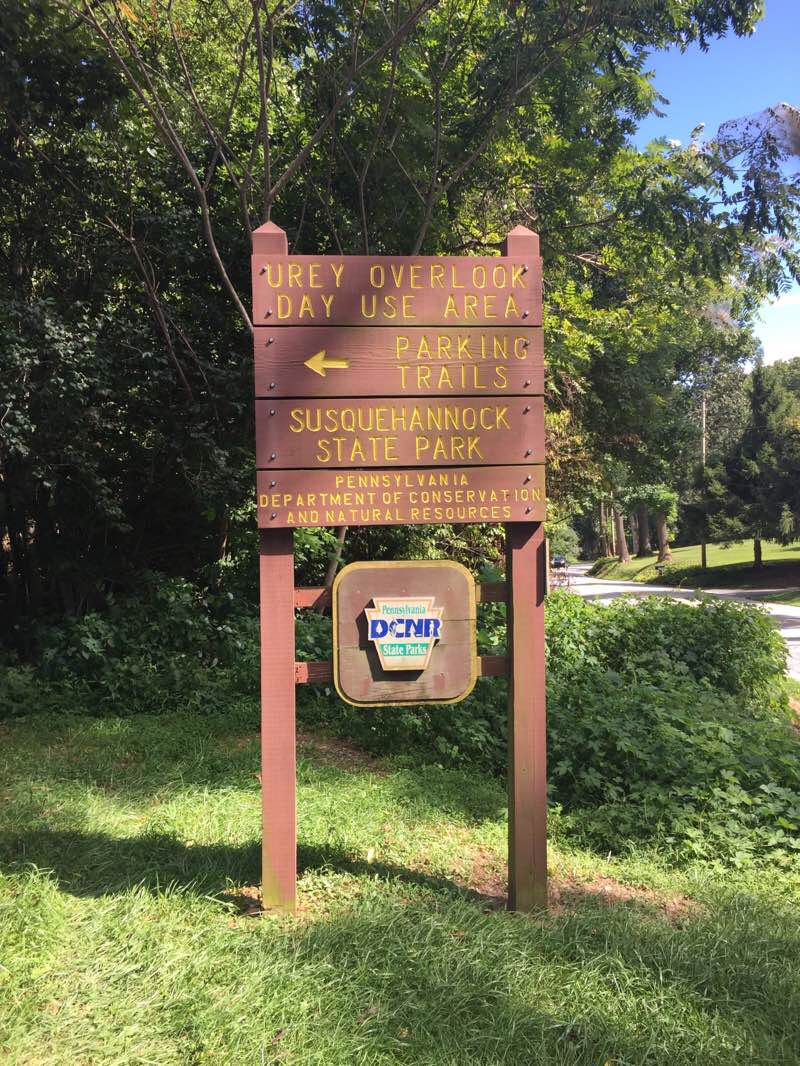 UREY OVERLOOK
DAY USE AREA
PARKING
TRAILS
SUSQUEHANNOCK
STATE PARK
PENNSYLVANIA
DEPARTMENT OF CONSERVATION
AND NATURAL RESOURCES
Pennsylvania
DCNR
State Parks